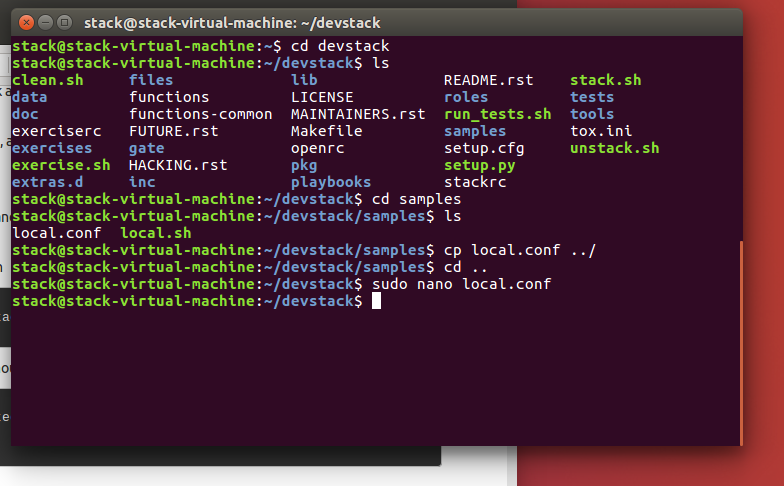 stack@stack-virtual-machine: ~/devstack
stack@stack-virtual-machine:~$ cd devstack
stack@stack-virtual-machine:~/devstack$ ls
clean.sh files lib README.rst stack.sh
data functions LICENSE roles tests
doc functions-common MAINTAINERS.rst run_tests.sh tools
exerciserc FUTURE.rst Makefile samples tox.ini
exercises gate openrc setup.cfg unstack.sh
exercise.sh HACKING.rst pkg setup.py
extras.d inc playbooks stackrc
stack@stack-virtual-machine:~/devstack$ cd samples
stack@stack-virtual-machine:~/devstack/samples$ ls
local.conf local.sh
stack@stack-virtual-machine:~/devstack/samples$ cp local.conf ../
stack@stack-virtual-machine:~/devstack/samples$ cd ..
stack@stack-virtual-machine:~/devstack$ sudo nano local.conf
stack@stack-virtual-machine:~/devstack$